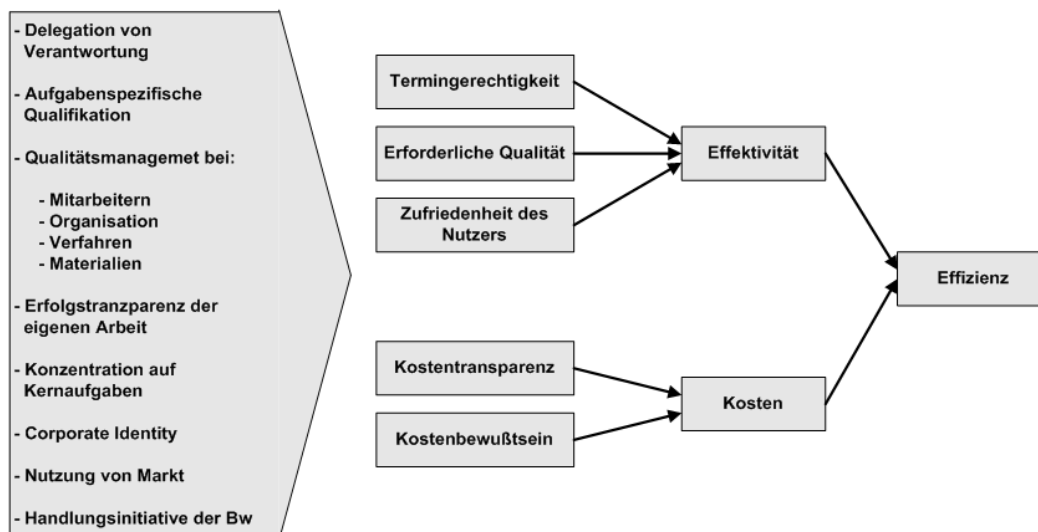 - Delegation von
Verantwortung
- Aufgabenspezifische
Qualifikation
- Qualitätsmanagemet bei:
- Mitarbeitern
- Organisation
- Verfahren
- Materialien
- Erfolgstranzparenz der
eigenen Arbeit
- Konzentration auf
Kernaufgaben
- Corporate Identity
- Nutzung von Markt
- Handlungsinitiative der Bw
Termingerechtigkeit
Erforderliche Qualität
Zufriedenheit des
Nutzers
Kostentransparenz
Kostenbewußtsein
Effektivität
Kosten
Effizienz